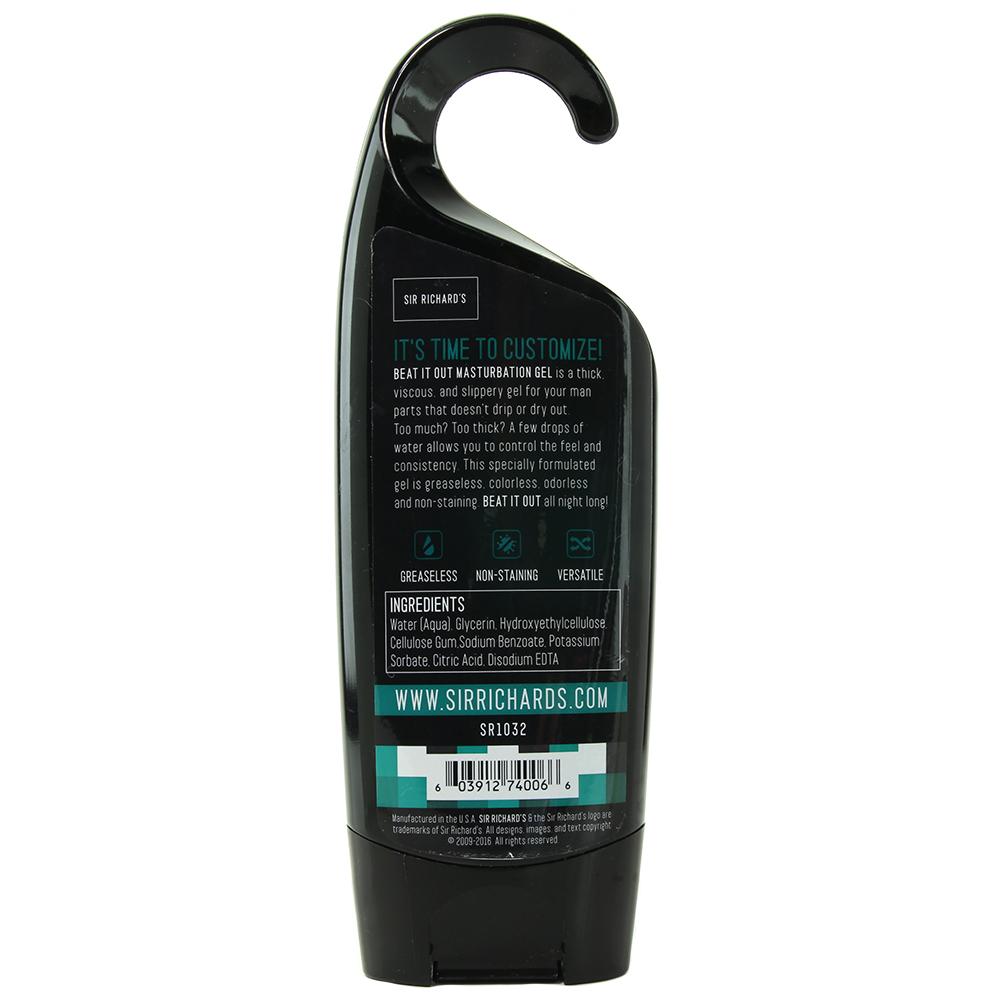 SIR RICHARD'S
IT'S TIME TO CUSTOMIZE!
BEAT IT OUT MASTURBATION GEL is a thick,
viscous, and slippery gel for your man
parts that doesn't drip or dry out.
Too much? Too thick? A few drops of
water allows you to control the feel and
consistency. This specially formulated
gel is greaseless, colorless, odorless
and non-staining. BEAT IT OUT all night long!
GREASELESS NON-STAINING VERSATILE
INGREDIENTS
Water (Aqua), Glycerin, Hydroxyethylcellulose,
Cellulose Gum,Sodium Benzoate, Potassium
Sorbate, Citric Acid, Disodium EDTA
WWW.SIRRICHARDS.COM
SR1032
6 03912 74006 6
Manufactured in the U.S.A. SIR RICHARD'S & the Sir Richard's logo are
trademarks of Sir Richard's. All designs, images, and text copyright
© 2009-2016. All rights reserved.